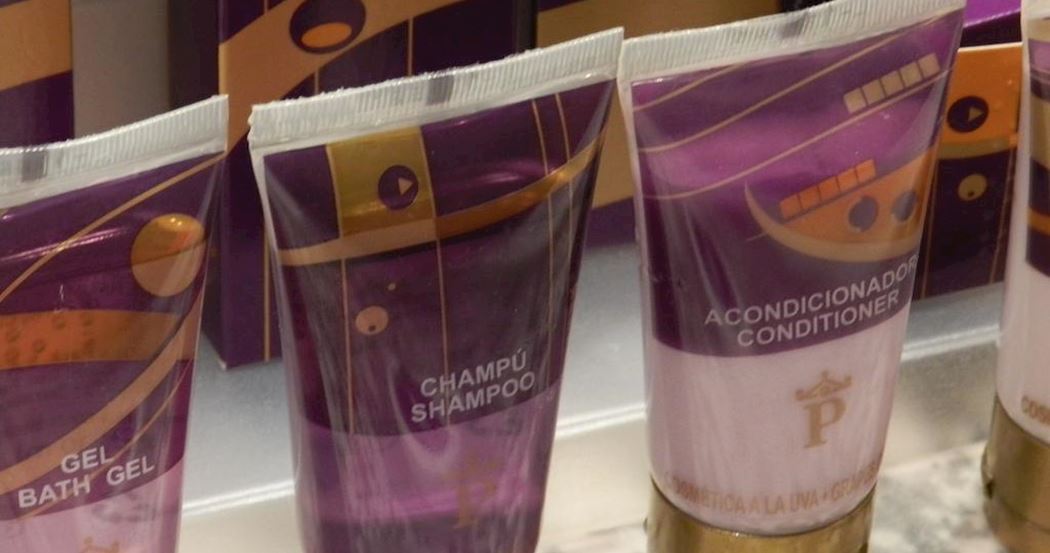 GEL
BATH GEL
CHAMPÚ
SHAMPOO
P
ACONDICIONADOR
CONDITIONER
P
COSMÉTICA A LA UVA •